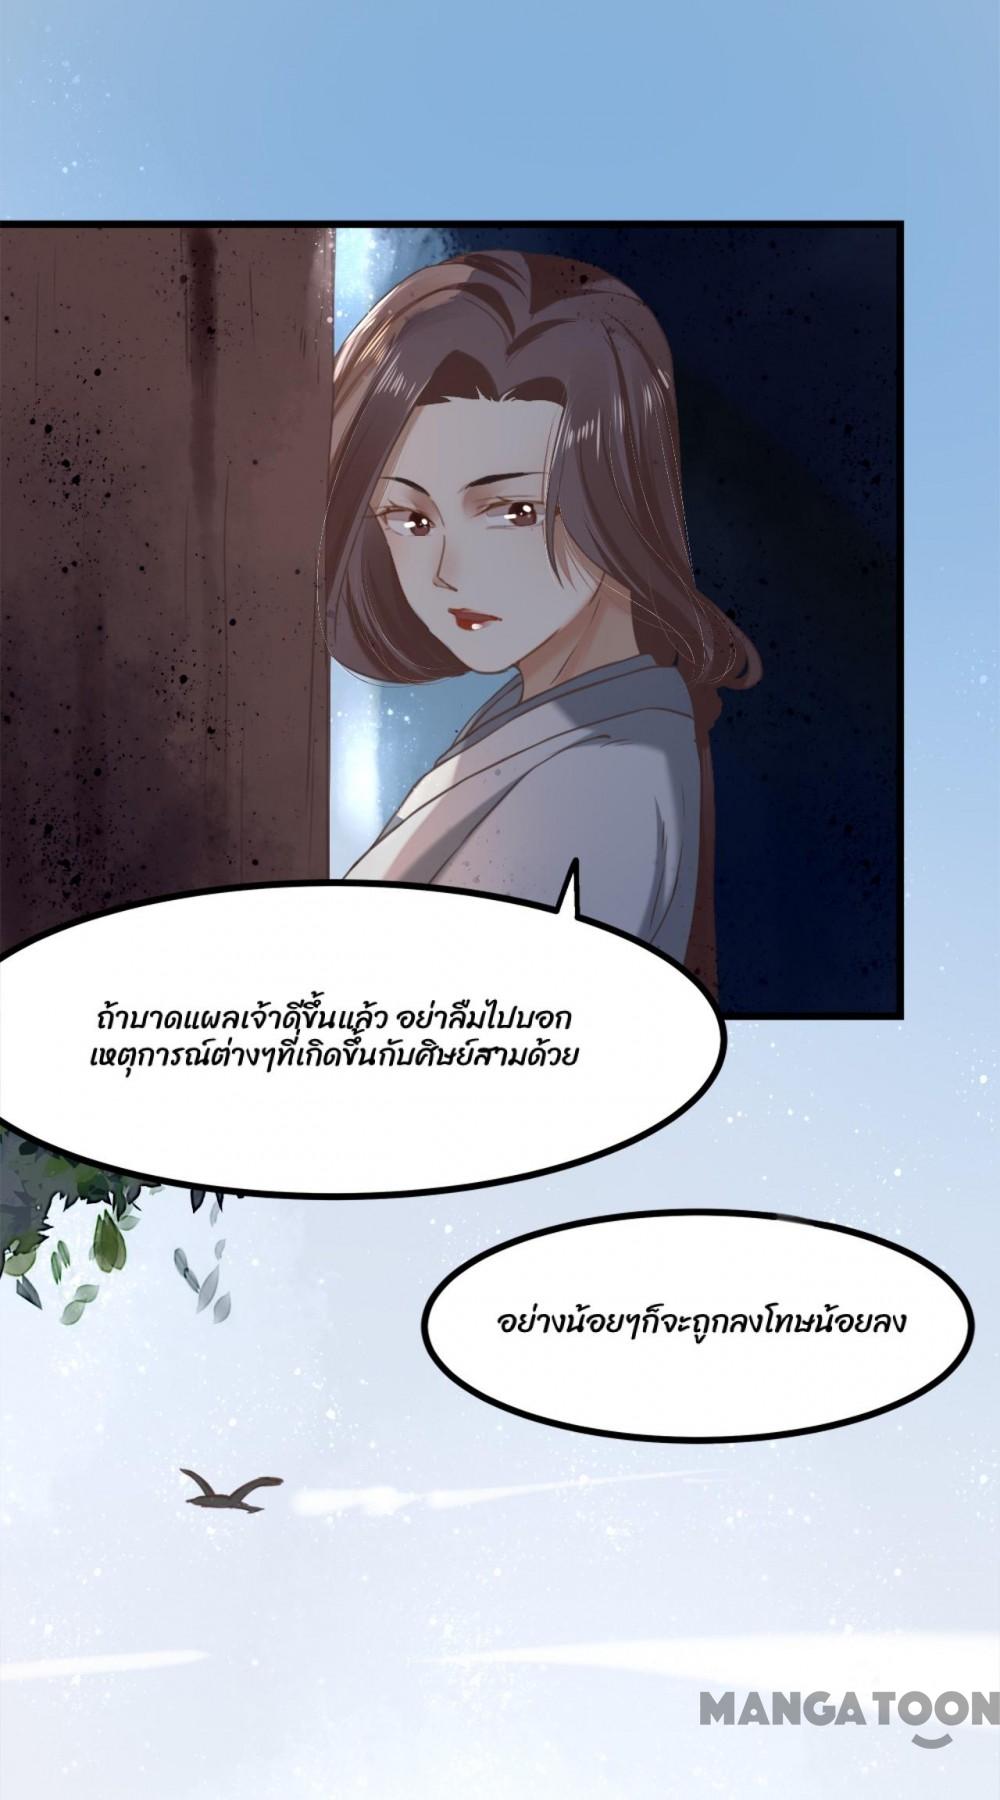 ถ้าบาดแผลเจ้าดีขึ้นแล้ว อย่าลืมไปบอก
เหตุการณ์ต่างๆที่เกิดขึ้นกับศิษย์สามด้วย
อย่างน้อยๆก็จะถูกลงโทษน้อยลง
MANGATOON